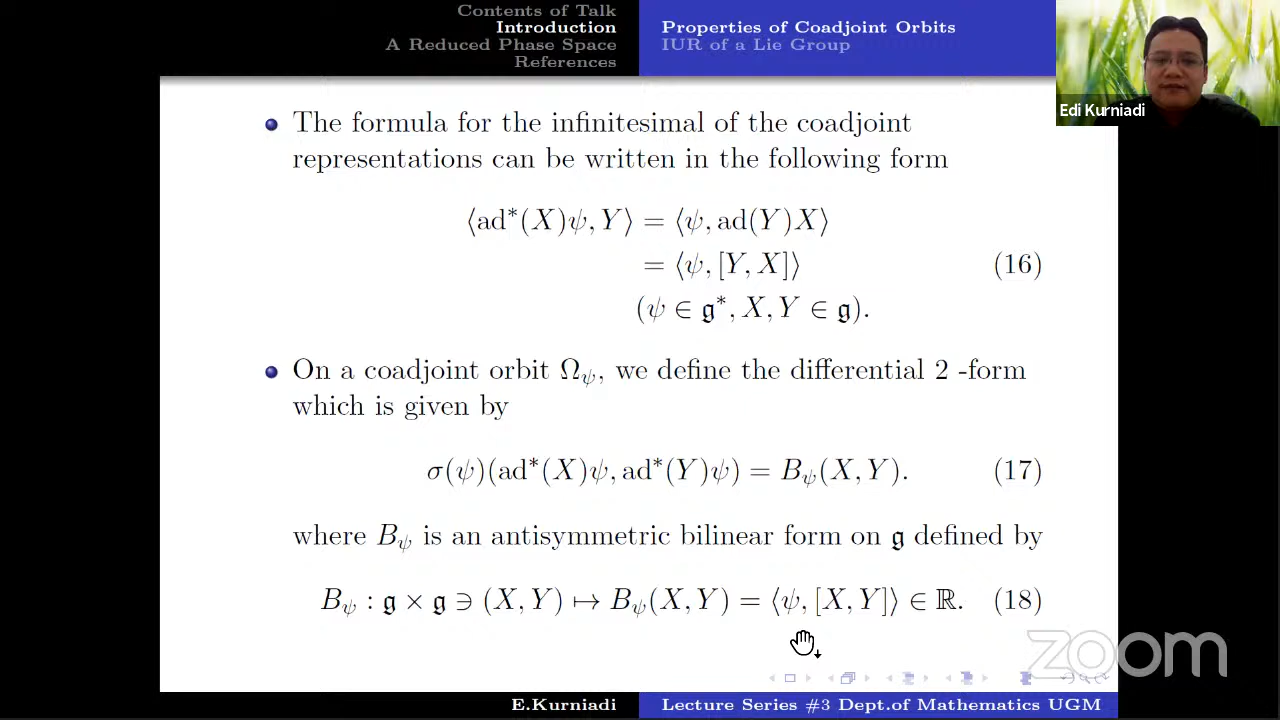 Contents of Talk
Introduction
A Reduced Phase Space
References
Properties of Coadjoint Orbits
IUR of a Lie Group
Edi Kurniadi
The formula for the infinitesimal of the coadjoint
representations can be written in the following form
⟨ad*(X)ψ, Y⟩ = ⟨ψ, ad(Y)X⟩
= ⟨ψ, [Y, X]⟩ (16)
(ψ ∈ 𝔤*, X, Y ∈ 𝔤).
On a coadjoint orbit Ω_ψ, we define the differential 2 -form
which is given by
σ(ψ)(ad*(X)ψ, ad*(Y)ψ) = B_ψ(X, Y). (17)
where B_ψ is an antisymmetric bilinear form on 𝔤 defined by
B_ψ : 𝔤 × 𝔤 ∋ (X, Y) ↦ B_ψ(X, Y) = ⟨ψ, [X, Y]⟩ ∈ ℝ. (18)
zoom
E.Kurniadi
Lecture Series #3 Dept.of Mathematics UGM